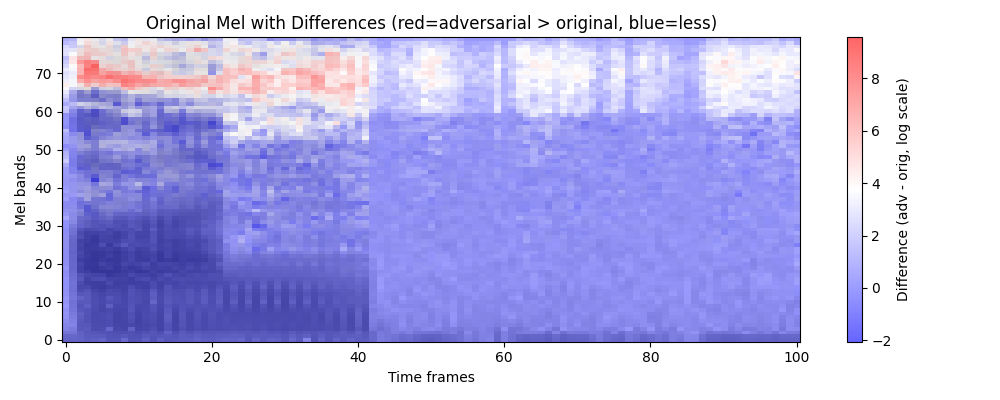 Original Mel with Differences (red=adversarial > original, blue=less)
Mel bands
70
60
50
40
30
20
10
0
0 20 40 60 80 100
Time frames
8
6
4
2
0
−2
Difference (adv - orig, log scale)